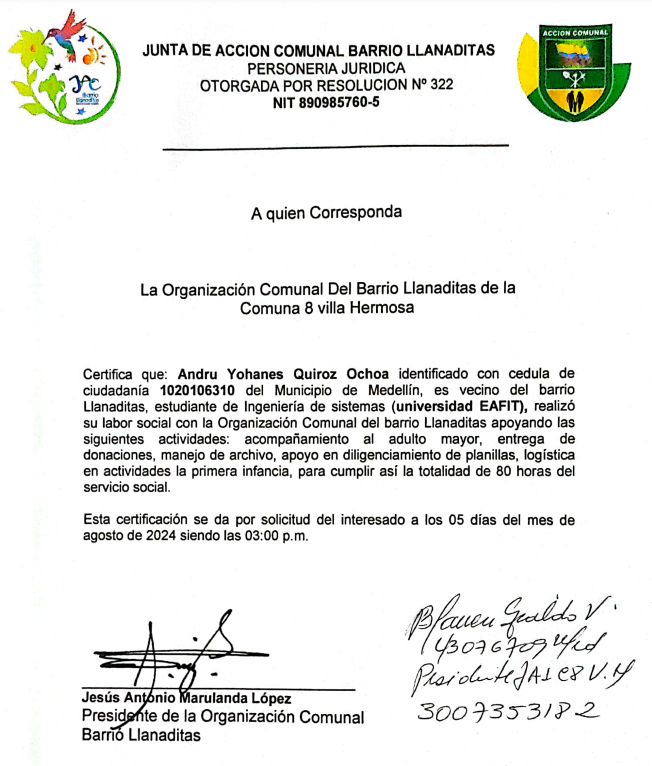 JAC
Barrio
Llanaditas
ACCION COMUNAL
JUNTA DE ACCION COMUNAL BARRIO LLANADITAS
PERSONERIA JURIDICA
OTORGADA POR RESOLUCION Nº 322
NIT 890985760-5
A quien Corresponda
La Organización Comunal Del Barrio Llanaditas de la
Comuna 8 villa Hermosa
Certifica que: Andru Yohanes Quiroz Ochoa identificado con cedula de
ciudadanía 1020106310 del Municipio de Medellín, es vecino del barrio
Llanaditas, estudiante de Ingeniería de sistemas (universidad EAFIT), realizó
su labor social con la Organización Comunal del barrio Llanaditas apoyando las
siguientes actividades: acompañamiento al adulto mayor, entrega de
donaciones, manejo de archivo, apoyo en diligenciamiento de planillas, logística
en actividades la primera infancia, para cumplir así la totalidad de 80 horas del
servicio social.
Esta certificación se da por solicitud del interesado a los 05 días del mes de
agosto de 2024 siendo las 03:00 p.m.
Jesús Antonio Marulanda López
Presidente de la Organización Comunal
Barrio Llanaditas
V.
43076709
C8 V.H
3007353182